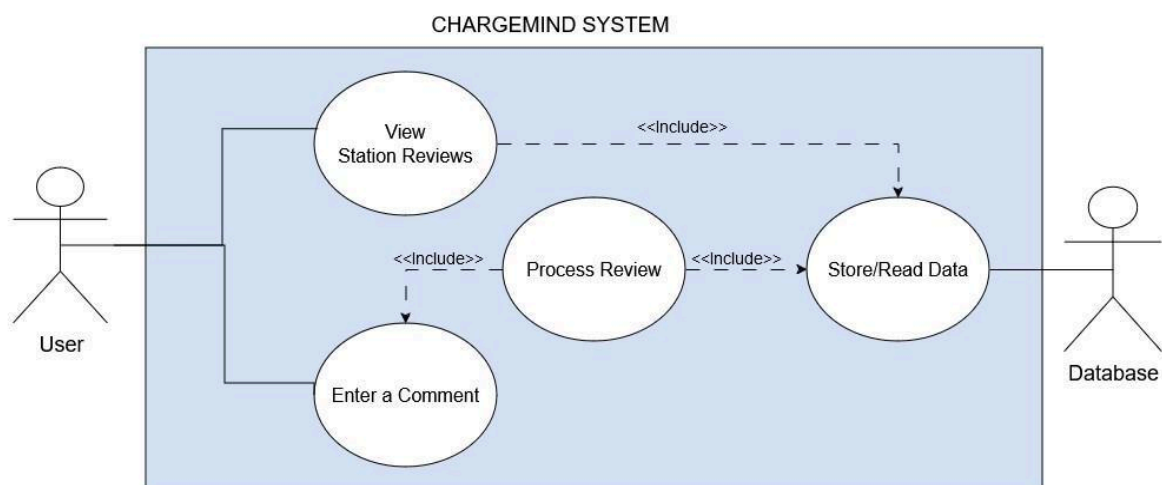 CHARGEMIND SYSTEM
View
Station Reviews
<<Include>>
<<Include>>
Process Review
<<Include>>
Store/Read Data
User
Enter a Comment
Database